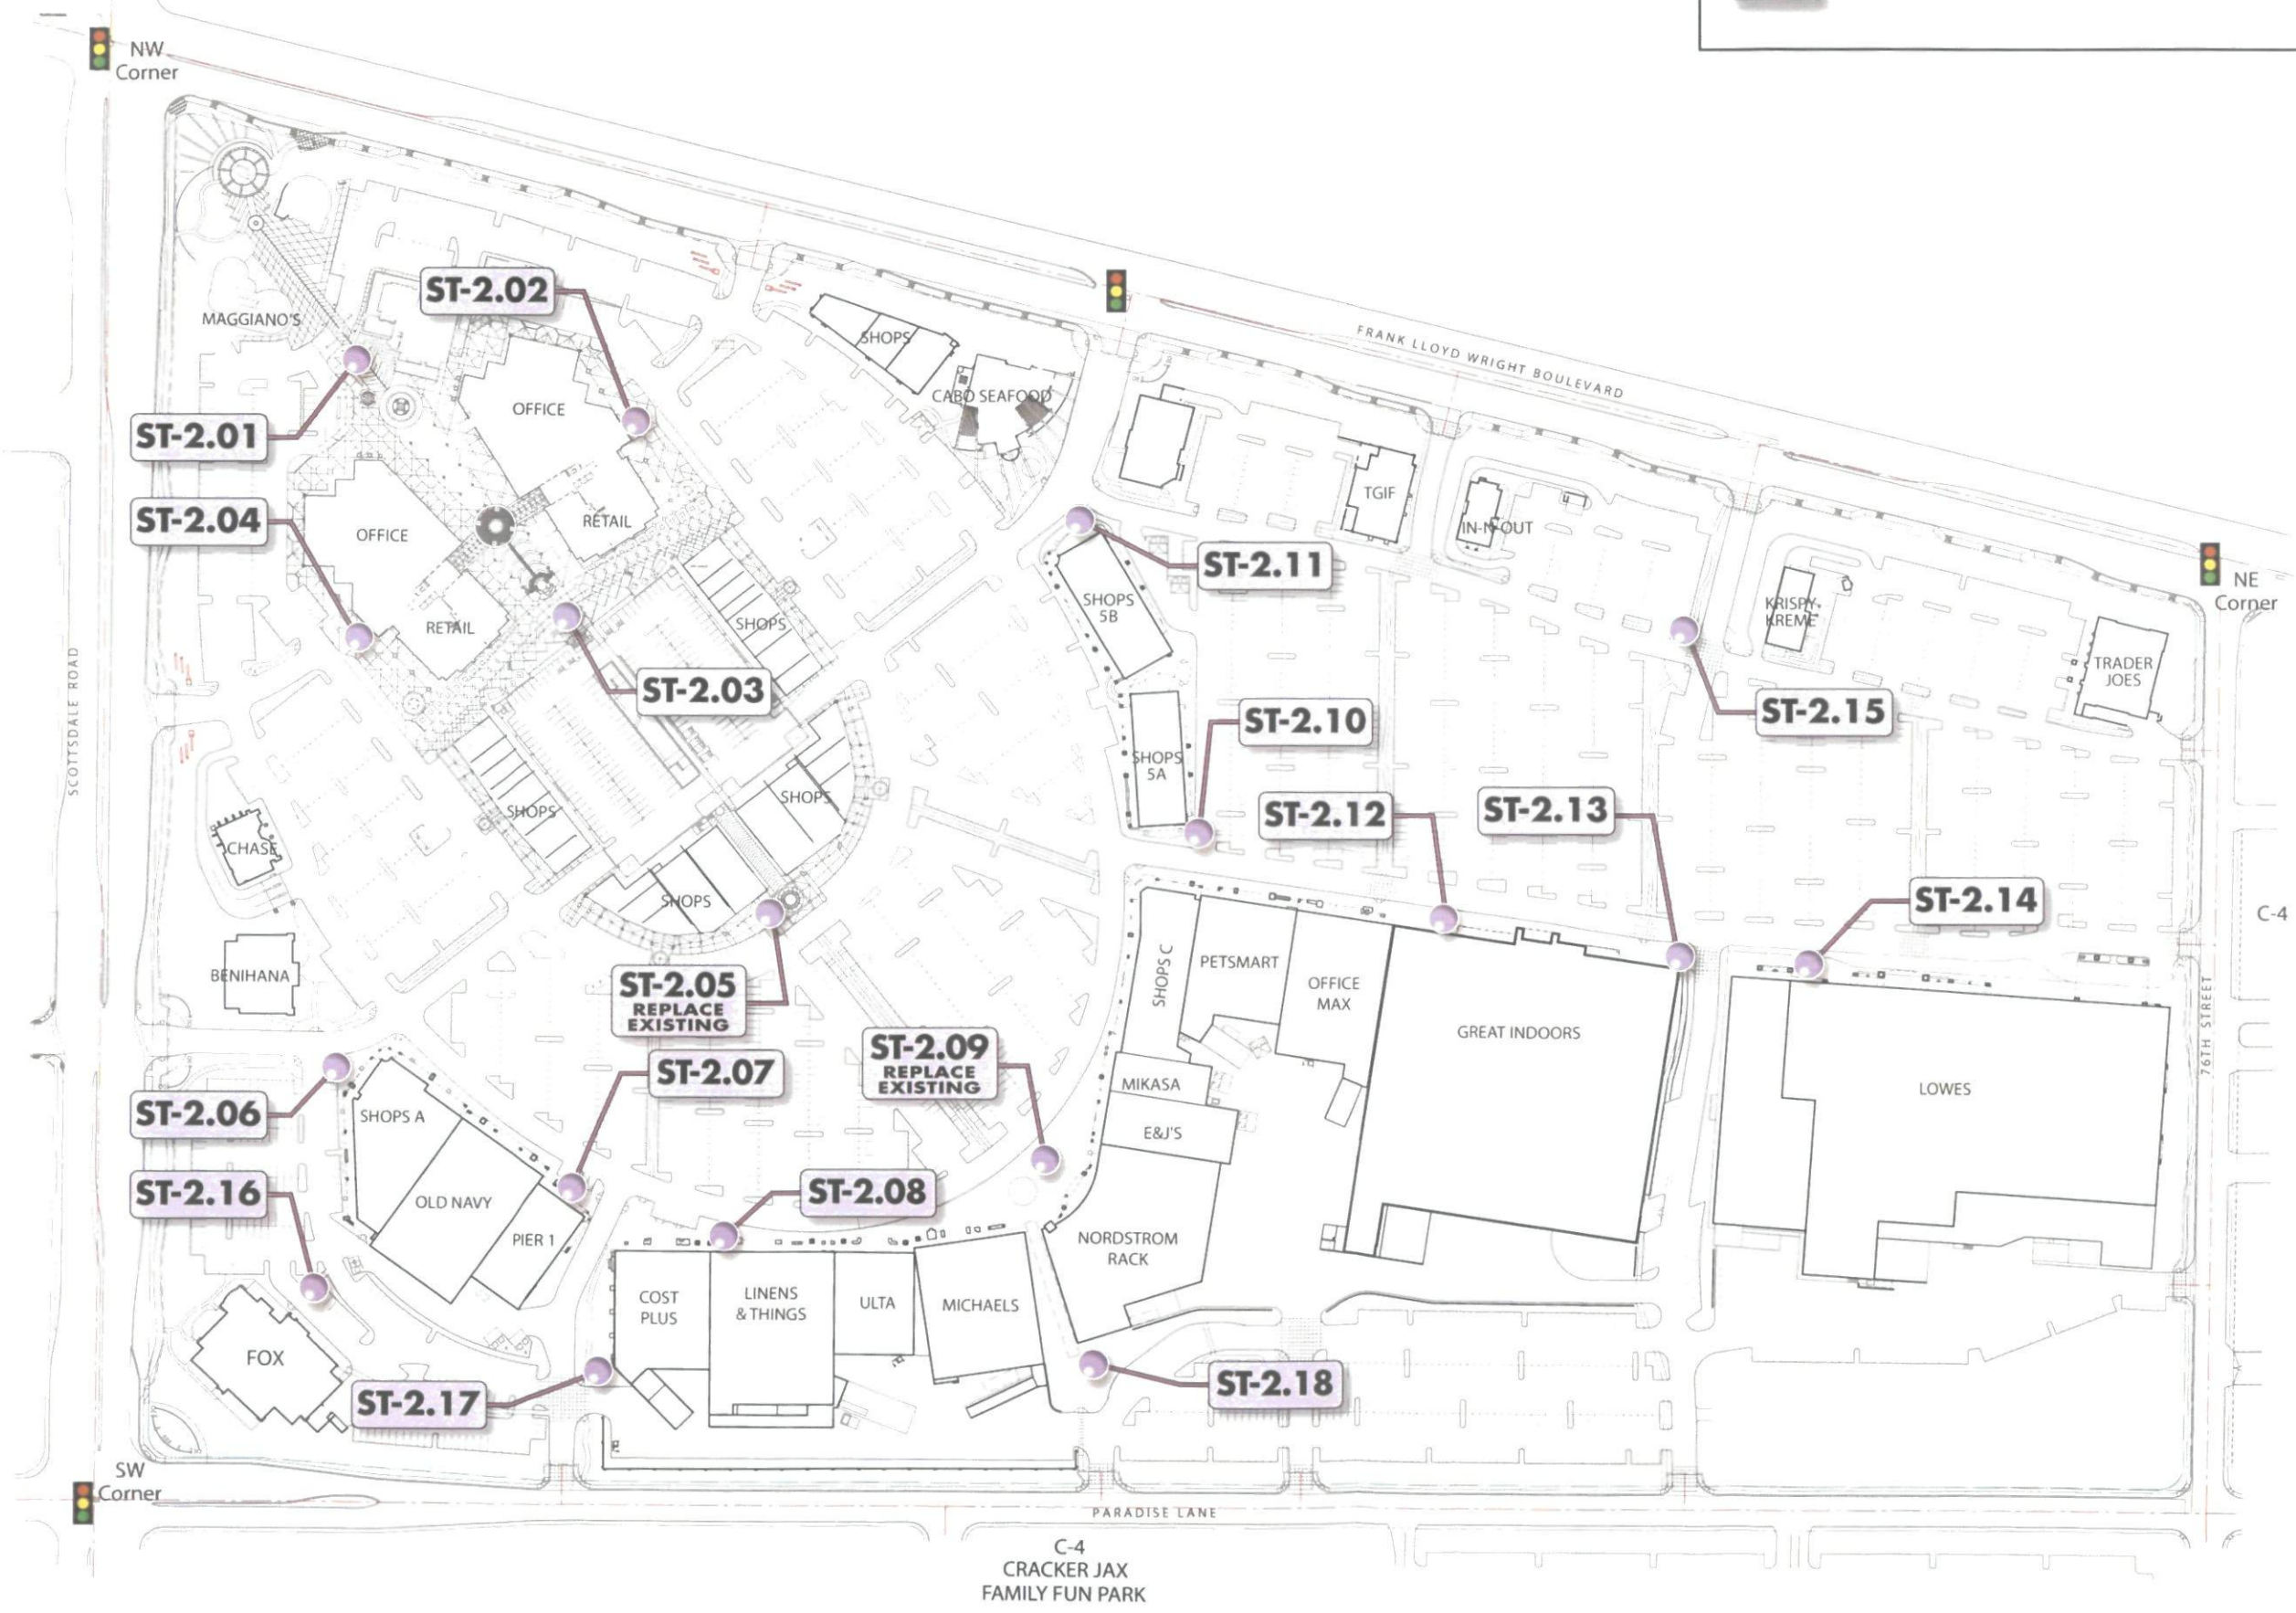 NW
Corner
ST-2.02
MAGGIANO'S
SHOPS
FRANK LLOYD WRIGHT BOULEVARD
CABO SEAFOOD
OFFICE
ST-2.01
TGIF
ST-2.04
OFFICE
RETAIL
IN-N-OUT
ST-2.11
NE
Corner
SHOPS
5B
KRISPY-
KREME
RETAIL
SHOPS
TRADER
JOES
SCOTTSDALE ROAD
ST-2.03
ST-2.10
ST-2.15
SHOPS
5A
SHOPS
SHOPS
ST-2.12
ST-2.13
CHASE
SHOPS
ST-2.14
C-4
BENIHANA
ST-2.05
REPLACE
EXISTING
SHOPS C
PETSMART
OFFICE
MAX
GREAT INDOORS
76TH STREET
ST-2.09
REPLACE
EXISTING
ST-2.07
MIKASA
LOWES
ST-2.06
SHOPS A
E&J'S
ST-2.16
OLD NAVY
ST-2.08
PIER 1
NORDSTROM
RACK
COST
PLUS
LINENS
& THINGS
ULTA
MICHAELS
FOX
ST-2.17
ST-2.18
SW
Corner
PARADISE LANE
C-4
CRACKER JAX
FAMILY FUN PARK